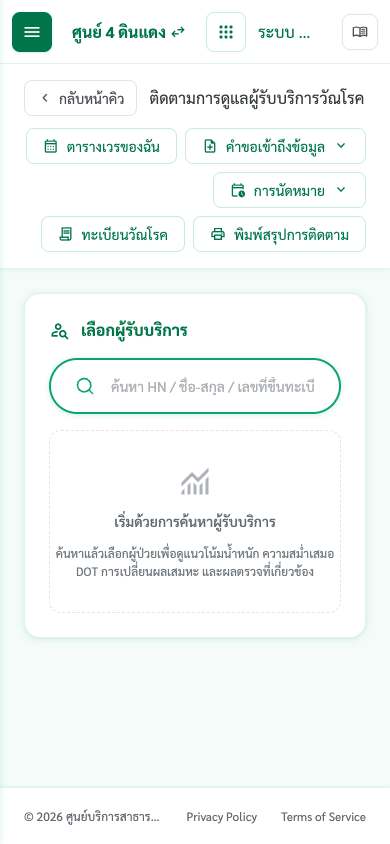 ศูนย์ 4 ดินแดง
ระบบ ...
กลับหน้าคิว
ติดตามการดูแลผู้รับบริการวัณโรค
ตารางเวรของฉัน
คำขอเข้าถึงข้อมูล
การนัดหมาย
ทะเบียนวัณโรค
พิมพ์สรุปการติดตาม
เลือกผู้รับบริการ
ค้นหา HN / ชื่อ-สกุล / เลขที่ขึ้นทะเบี
เริ่มด้วยการค้นหาผู้รับบริการ
ค้นหาแล้วเลือกผู้ป่วยเพื่อดูแนวโน้มน้ำหนัก ความสม่ำเสมอ
DOT การเปลี่ยนผลเสมหะ และผลตรวจที่เกี่ยวข้อง
© 2026 ศูนย์บริการสาธาร...
Privacy Policy
Terms of Service